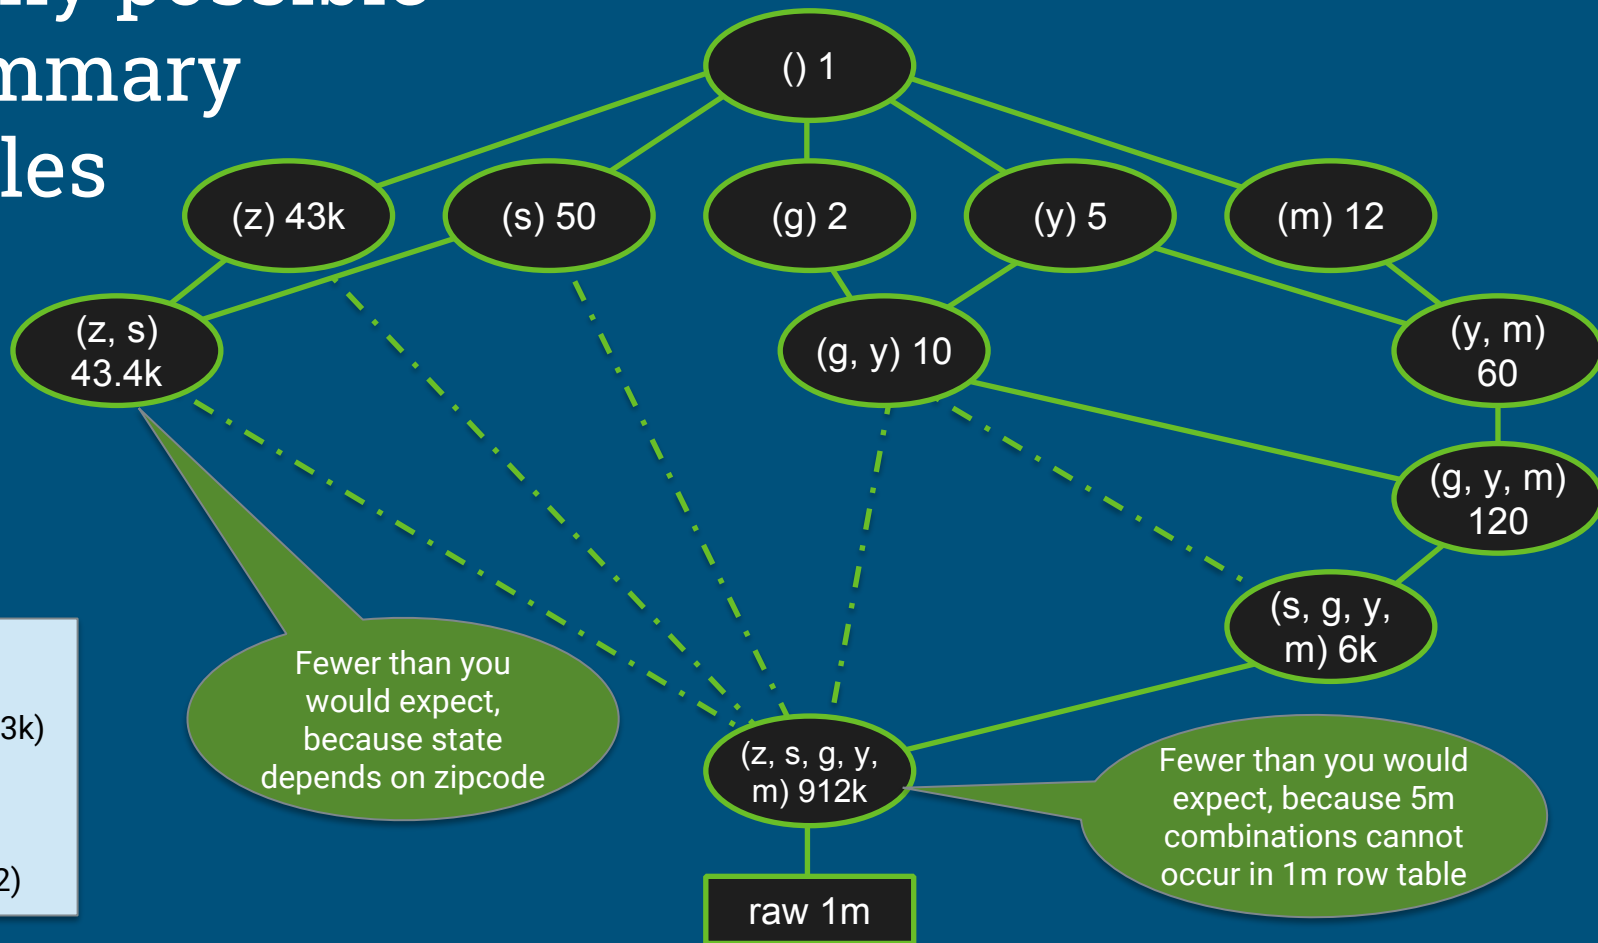 possible
() 1
(z) 43k
(s) 50
(g) 2
(y) 5
(m) 12
(z, s)
43.4k
(g, y) 10
(y, m)
60
(g, y, m)
120
(s, g, y,
m) 6k
Fewer than you
would expect,
because state
depends on zipcode
3k)
2)
(z, s, g, y,
m) 912k
Fewer than you would
expect, because 5m
combinations cannot
occur in 1m row table
raw 1m